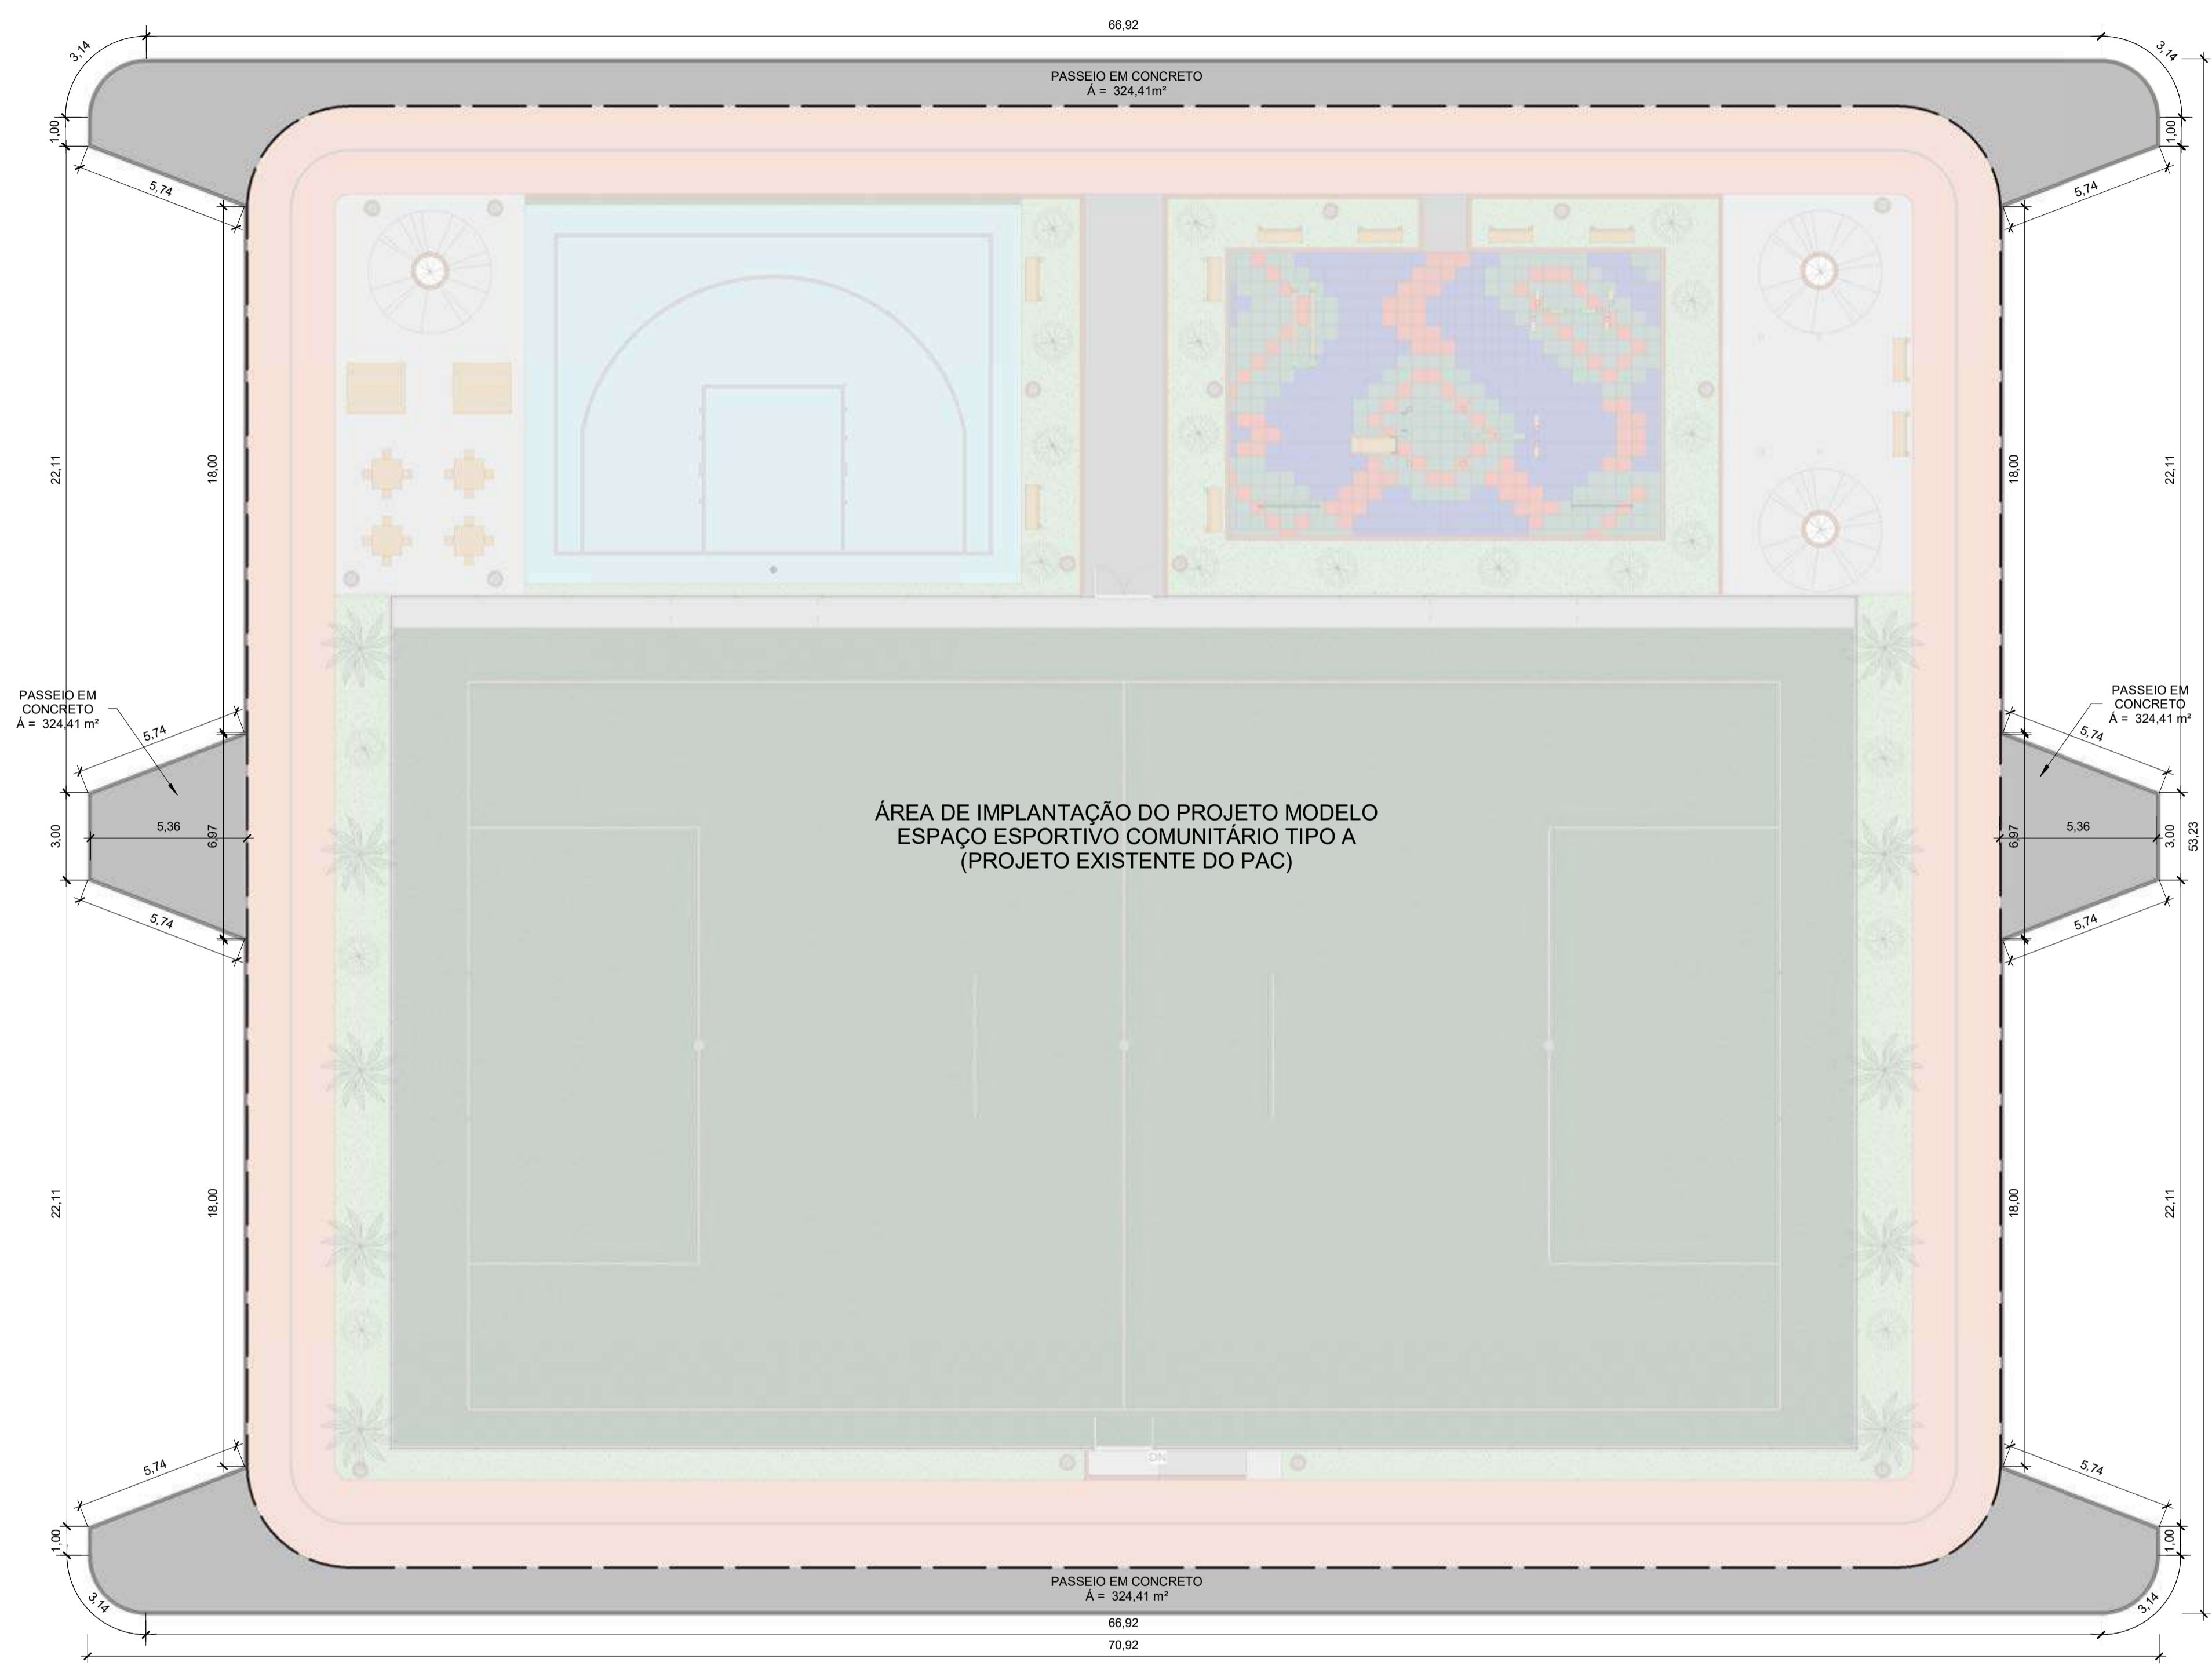 66,92
3,14
3,14
PASSEIO EM CONCRETO
Á = 324,41m²
1,00
1,00
5,74
5,74
22,11
18,00
18,00
22,11
PASSEIO EM
CONCRETO
Á = 324,41 m²
PASSEIO EM
CONCRETO
Á = 324,41 m²
5,74
5,74
ÁREA DE IMPLANTAÇÃO DO PROJETO MODELO
ESPAÇO ESPORTIVO COMUNITÁRIO TIPO A
(PROJETO EXISTENTE DO PAC)
3,00
5,36
6,97
6,97
5,36
3,00
53,23
5,74
5,74
22,11
18,00
18,00
22,11
DN
5,74
5,74
1,00
1,00
PASSEIO EM CONCRETO
Á = 324,41 m²
3,14
3,14
66,92
70,92